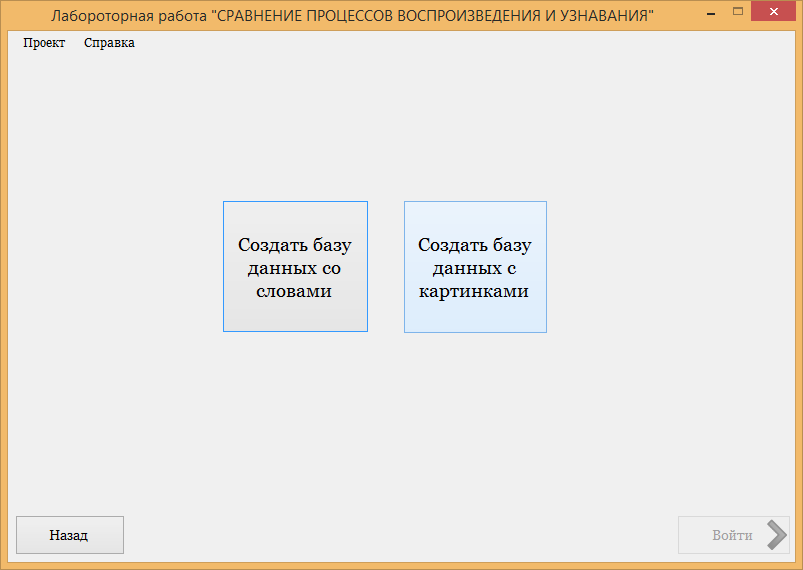 Лабороторная работа "СРАВНЕНИЕ ПРОЦЕССОВ ВОСПРОИЗВЕДЕНИЯ И УЗНАВАНИЯ"
Проект Справка
Создать базу
данных со
словами
Создать базу
данных с
картинками
Назад
Войти